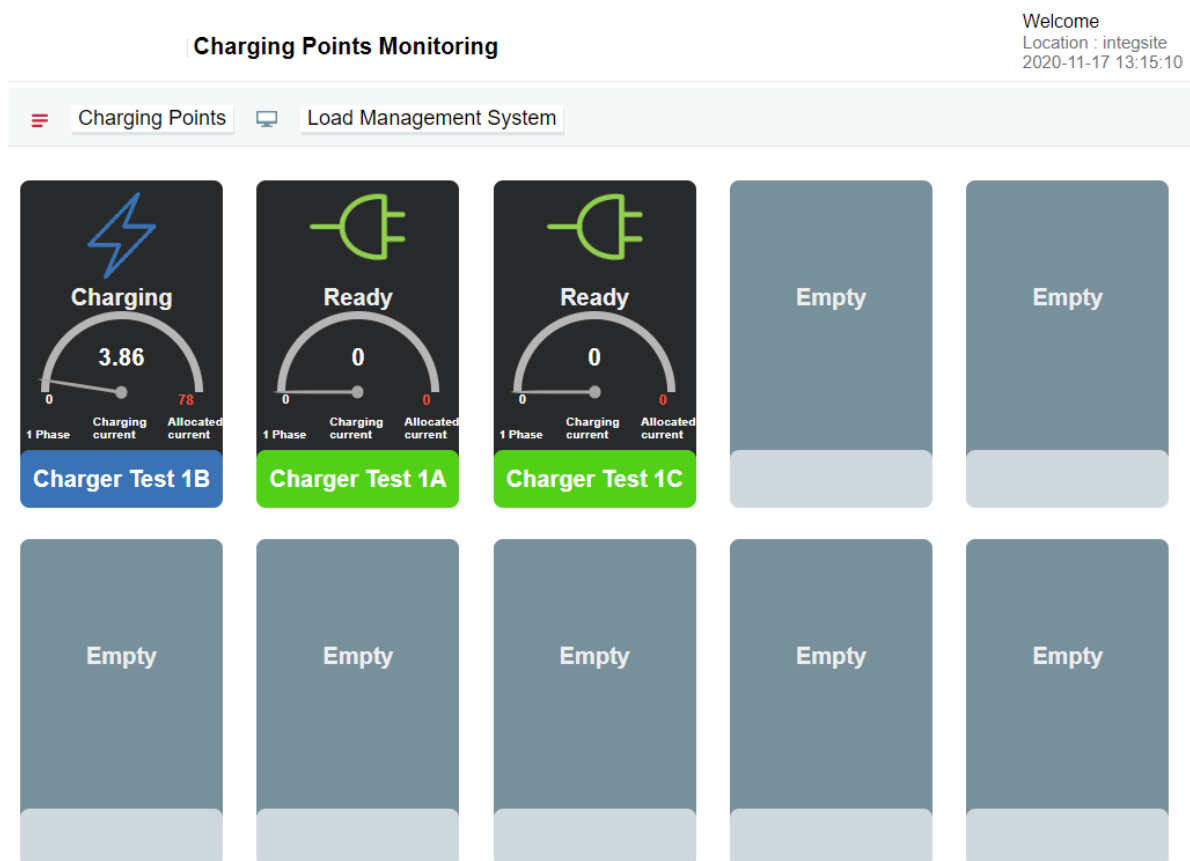 Charging Points Monitoring
Welcome
Location : integsite
2020-11-17 13:15:10
Charging Points
Load Management System
Charging
3.86
0
78
1 Phase
Charging
current
Allocated
current
Charger Test 1B
Ready
0
0
0
1 Phase
Charging
current
Allocated
current
Charger Test 1A
Ready
0
0
0
1 Phase
Charging
current
Allocated
current
Charger Test 1C
Empty
Empty
Empty
Empty
Empty
Empty
Empty